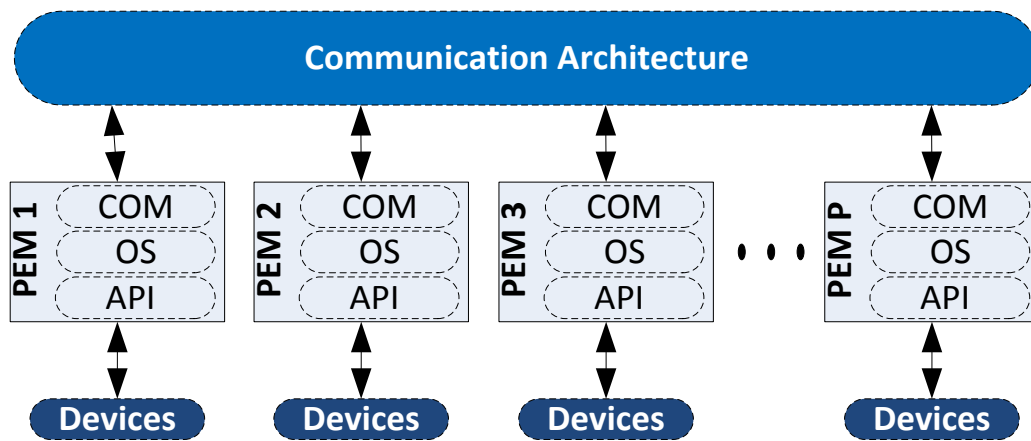 Communication Architecture
PEM 1
COM
OS
API
PEM 2
COM
OS
API
PEM 3
COM
OS
API
PEM P
COM
OS
API
Devices
Devices
Devices
Devices